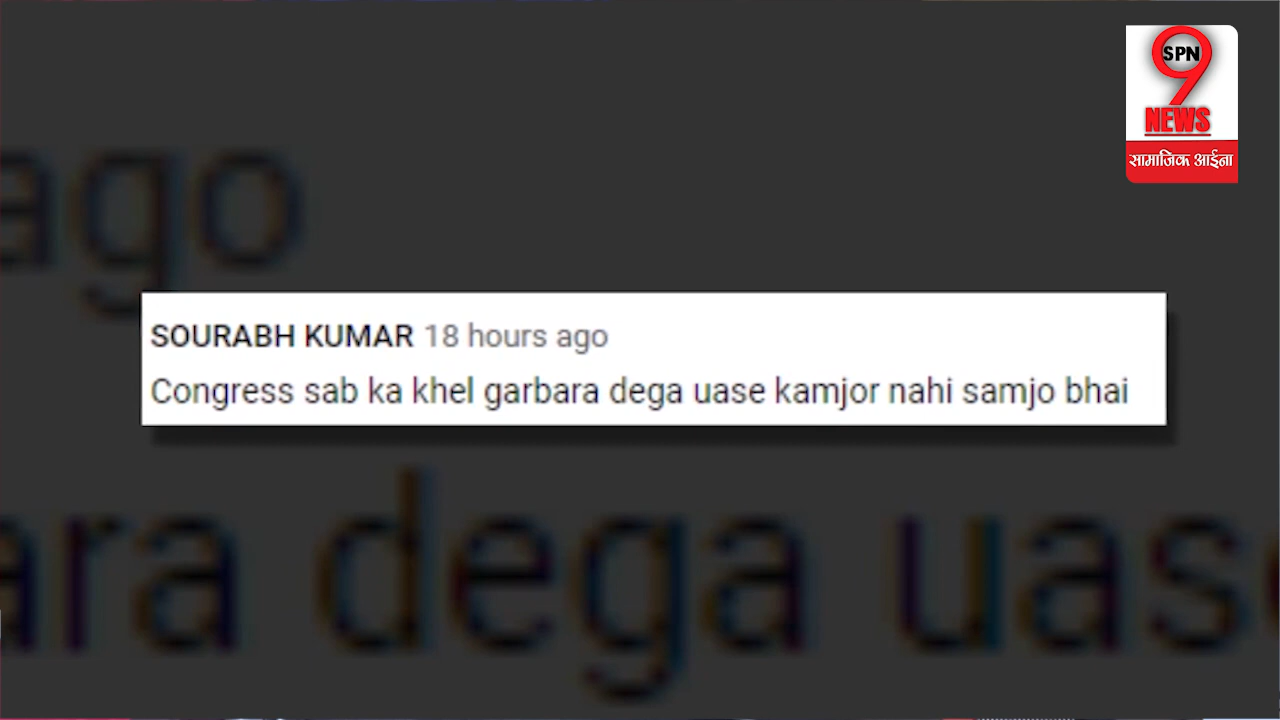 SPN
9
NEWS
सामाजिक आईना
ago
SOURABH KUMAR 18 hours ago
Congress sab ka khel garbara dega uase kamjor nahi samjo bhai
ara dega uase